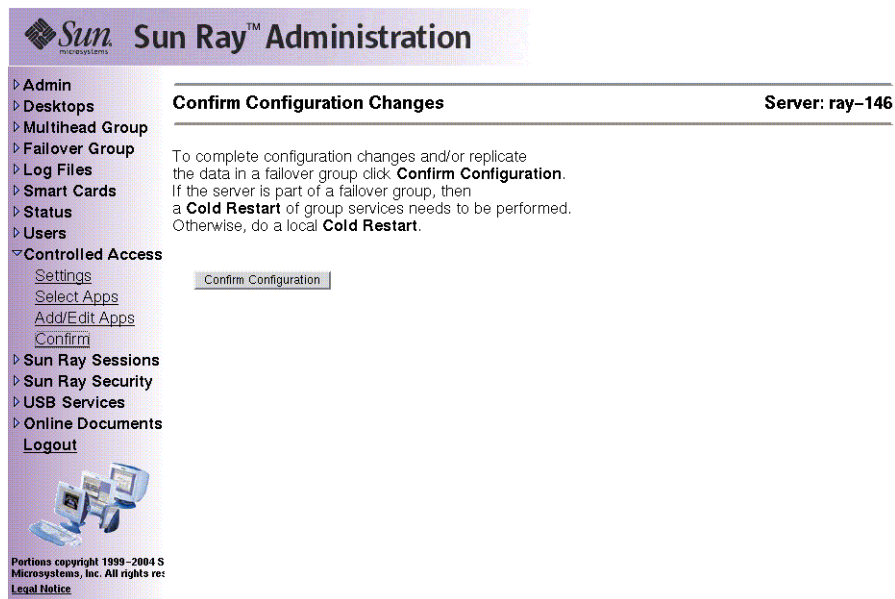 Sun microsystems Sun Ray™ Administration
Admin
Desktops
Multihead Group
Failover Group
Log Files
Smart Cards
Status
Users
Controlled Access
Settings
Select Apps
Add/Edit Apps
Confirm
Sun Ray Sessions
Sun Ray Security
USB Services
Online Documents
Logout
Portions copyright 1999-2004 S
Microsystems, Inc. All rights res
Legal Notice
Confirm Configuration Changes Server: ray-146
To complete configuration changes and/or replicate
the data in a failover group click Confirm Configuration.
If the server is part of a failover group, then
a Cold Restart of group services needs to be performed.
Otherwise, do a local Cold Restart.
Confirm Configuration